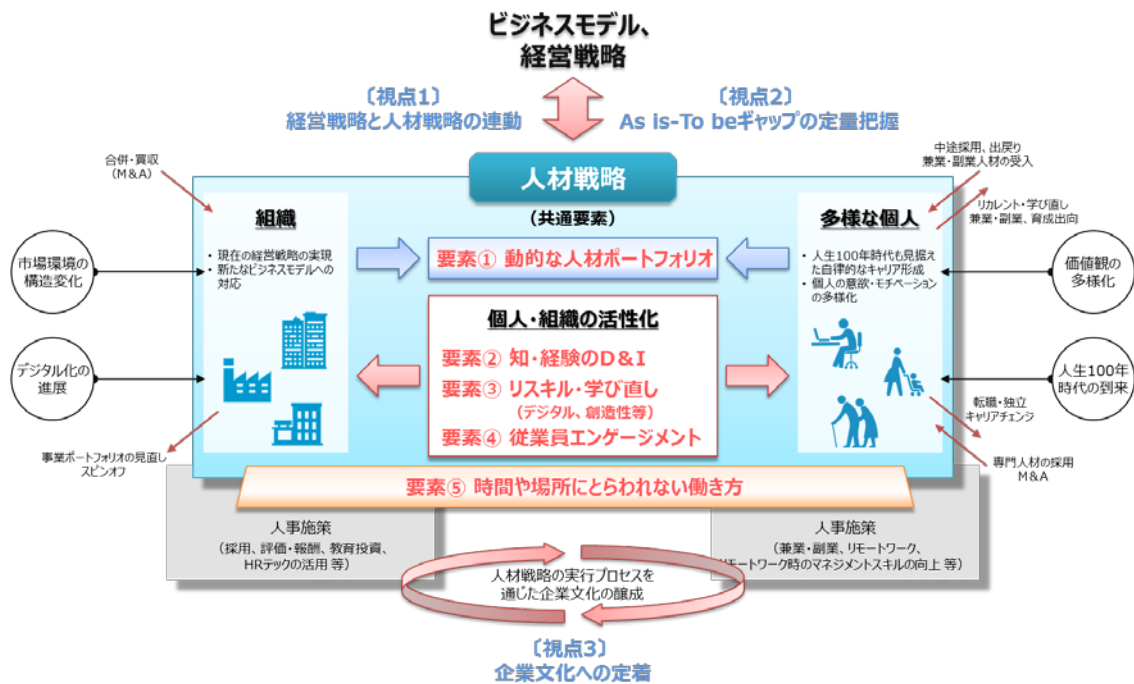 ビジネスモデル、
経営戦略
〔視点1〕
経営戦略と人材戦略の連動
〔視点2〕
As is-To beギャップの定量把握
合併・買収
(M&A)
中途採用、出戻り
兼業・副業人材の受入
人材戦略
(共通要素)
リカレント・学び直し
兼業・副業、育成出向
組織
・現在の経営戦略の実現
・新たなビジネスモデルへの
対応
要素① 動的な人材ポートフォリオ
多様な個人
・人生100年時代も見据え
た自律的なキャリア形成
・個人の意欲・モチベーション
の多様化
市場環境の
構造変化
価値観の
多様化
個人・組織の活性化
要素② 知・経験のD&I
要素③ リスキル・学び直し
(デジタル、創造性等)
要素④ 従業員エンゲージメント
デジタル化の
進展
人生100年
時代の到来
転職・独立
キャリアチェンジ
事業ポートフォリオの見直し
スピンオフ
専門人材の採用
M&A
要素⑤ 時間や場所にとらわれない働き方
人事施策
(採用、評価・報酬、教育投資、
HRテックの活用 等)
人事施策
(兼業・副業、リモートワーク、
リモートワーク時のマネジメントスキルの向上 等)
人材戦略の実行プロセスを
通じた企業文化の醸成
〔視点3〕
企業文化への定着